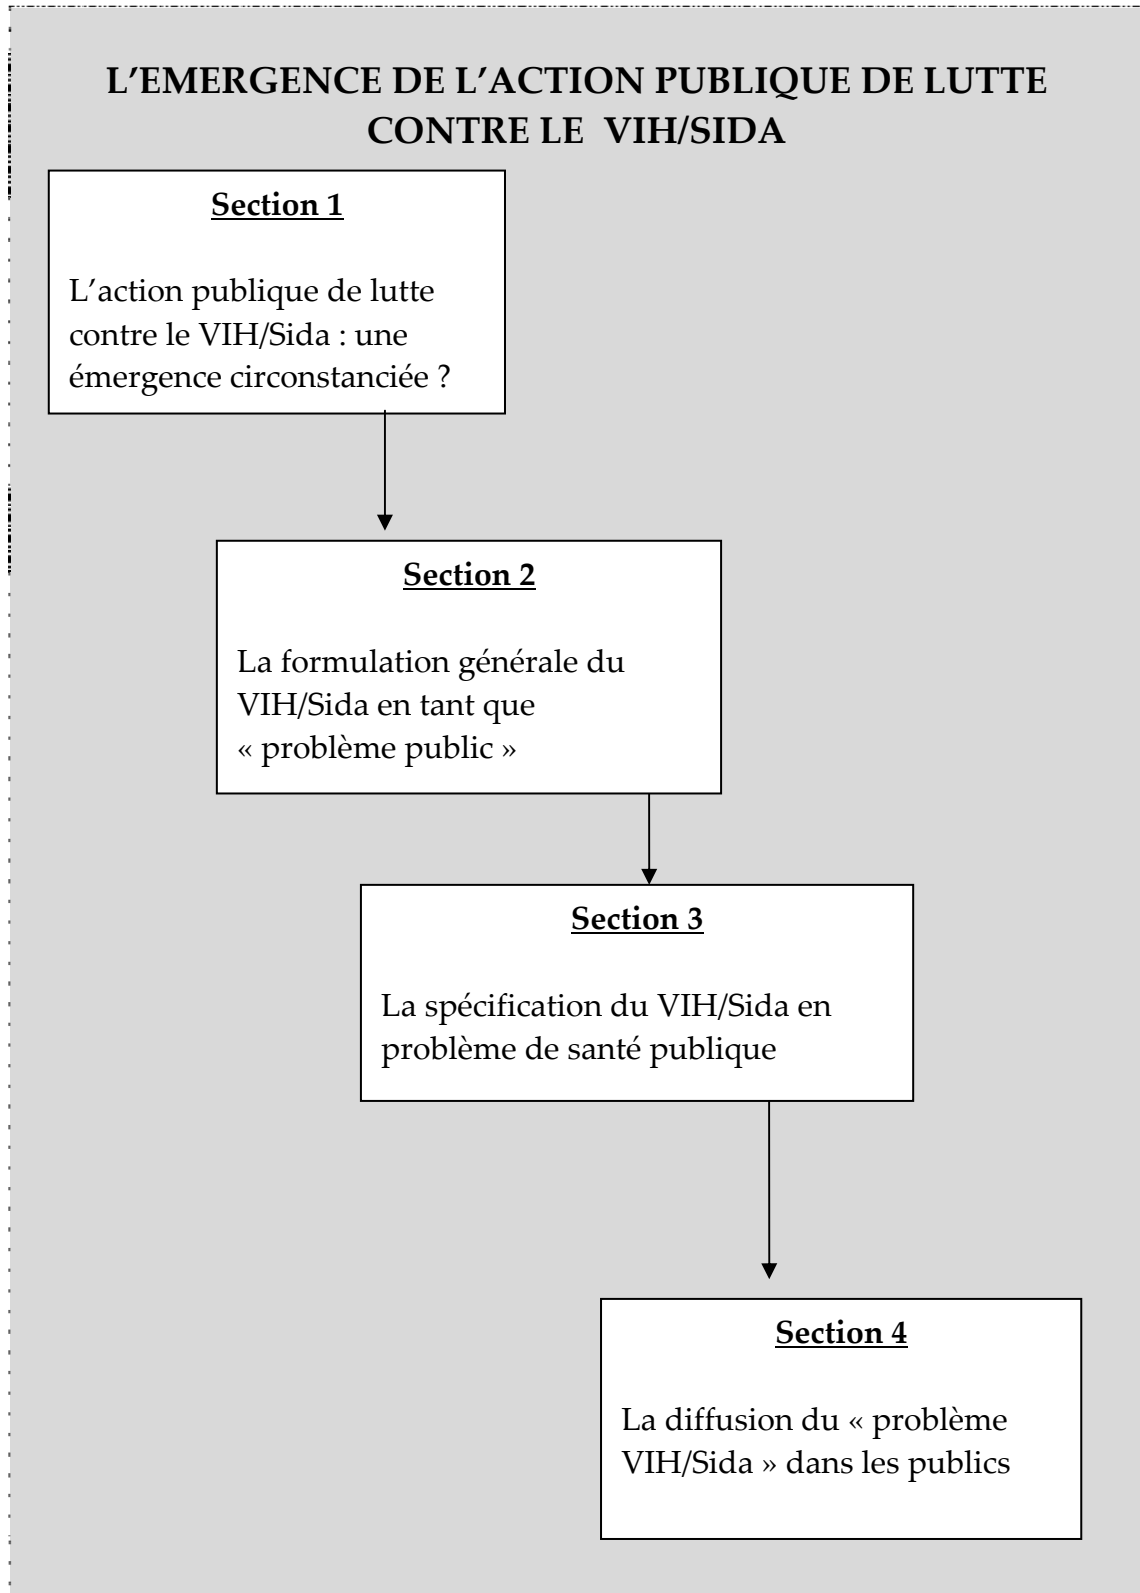 L’EMERGENCE DE L’ACTION PUBLIQUE DE LUTTE
CONTRE LE VIH/SIDA
Section 1
L’action publique de lutte
contre le VIH/Sida : une
émergence circonstanciée ?
Section 2
La formulation générale du
VIH/Sida en tant que
« problème public »
Section 3
La spécification du VIH/Sida en
problème de santé publique
Section 4
La diffusion du « problème
VIH/Sida » dans les publics